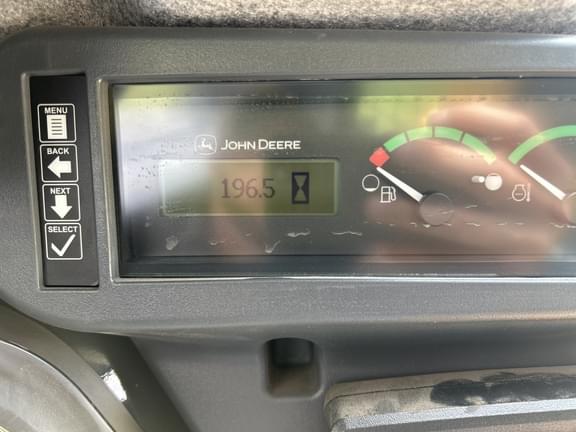 MENU
BACK
NEXT
SELECT
JOHN DEERE
196.5